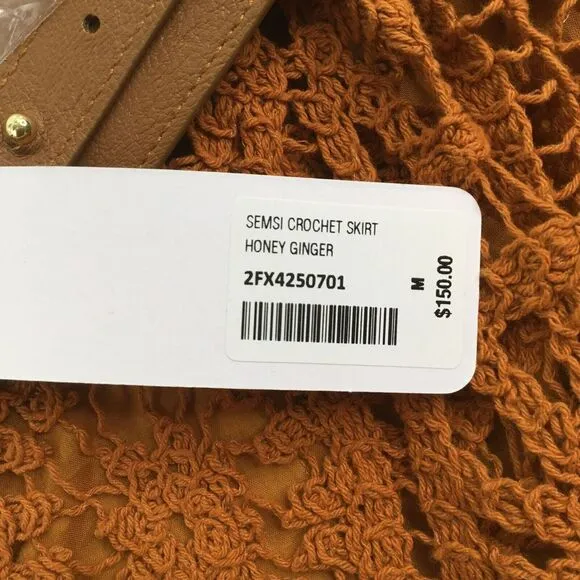 SEMSI CROCHET SKIRT
HONEY GINGER
2FX4250701
M
$150.00